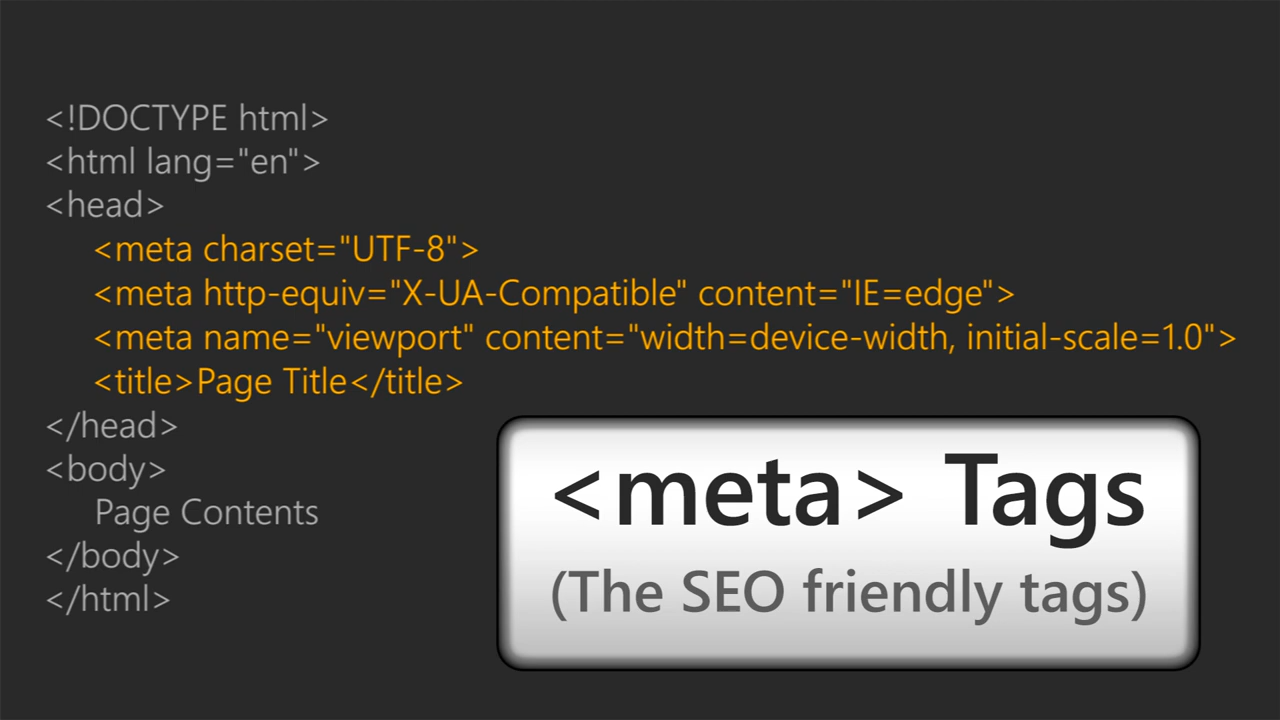 <!DOCTYPE html>
<html lang="en">
<head>
<meta charset="UTF-8">
<meta http-equiv="X-UA-Compatible" content="IE=edge">
<meta name="viewport" content="width=device-width, initial-scale=1.0">
<title>Page Title</title>
</head>
<body>
Page Contents
</body>
</html>
<meta> Tags
(The SEO friendly tags)